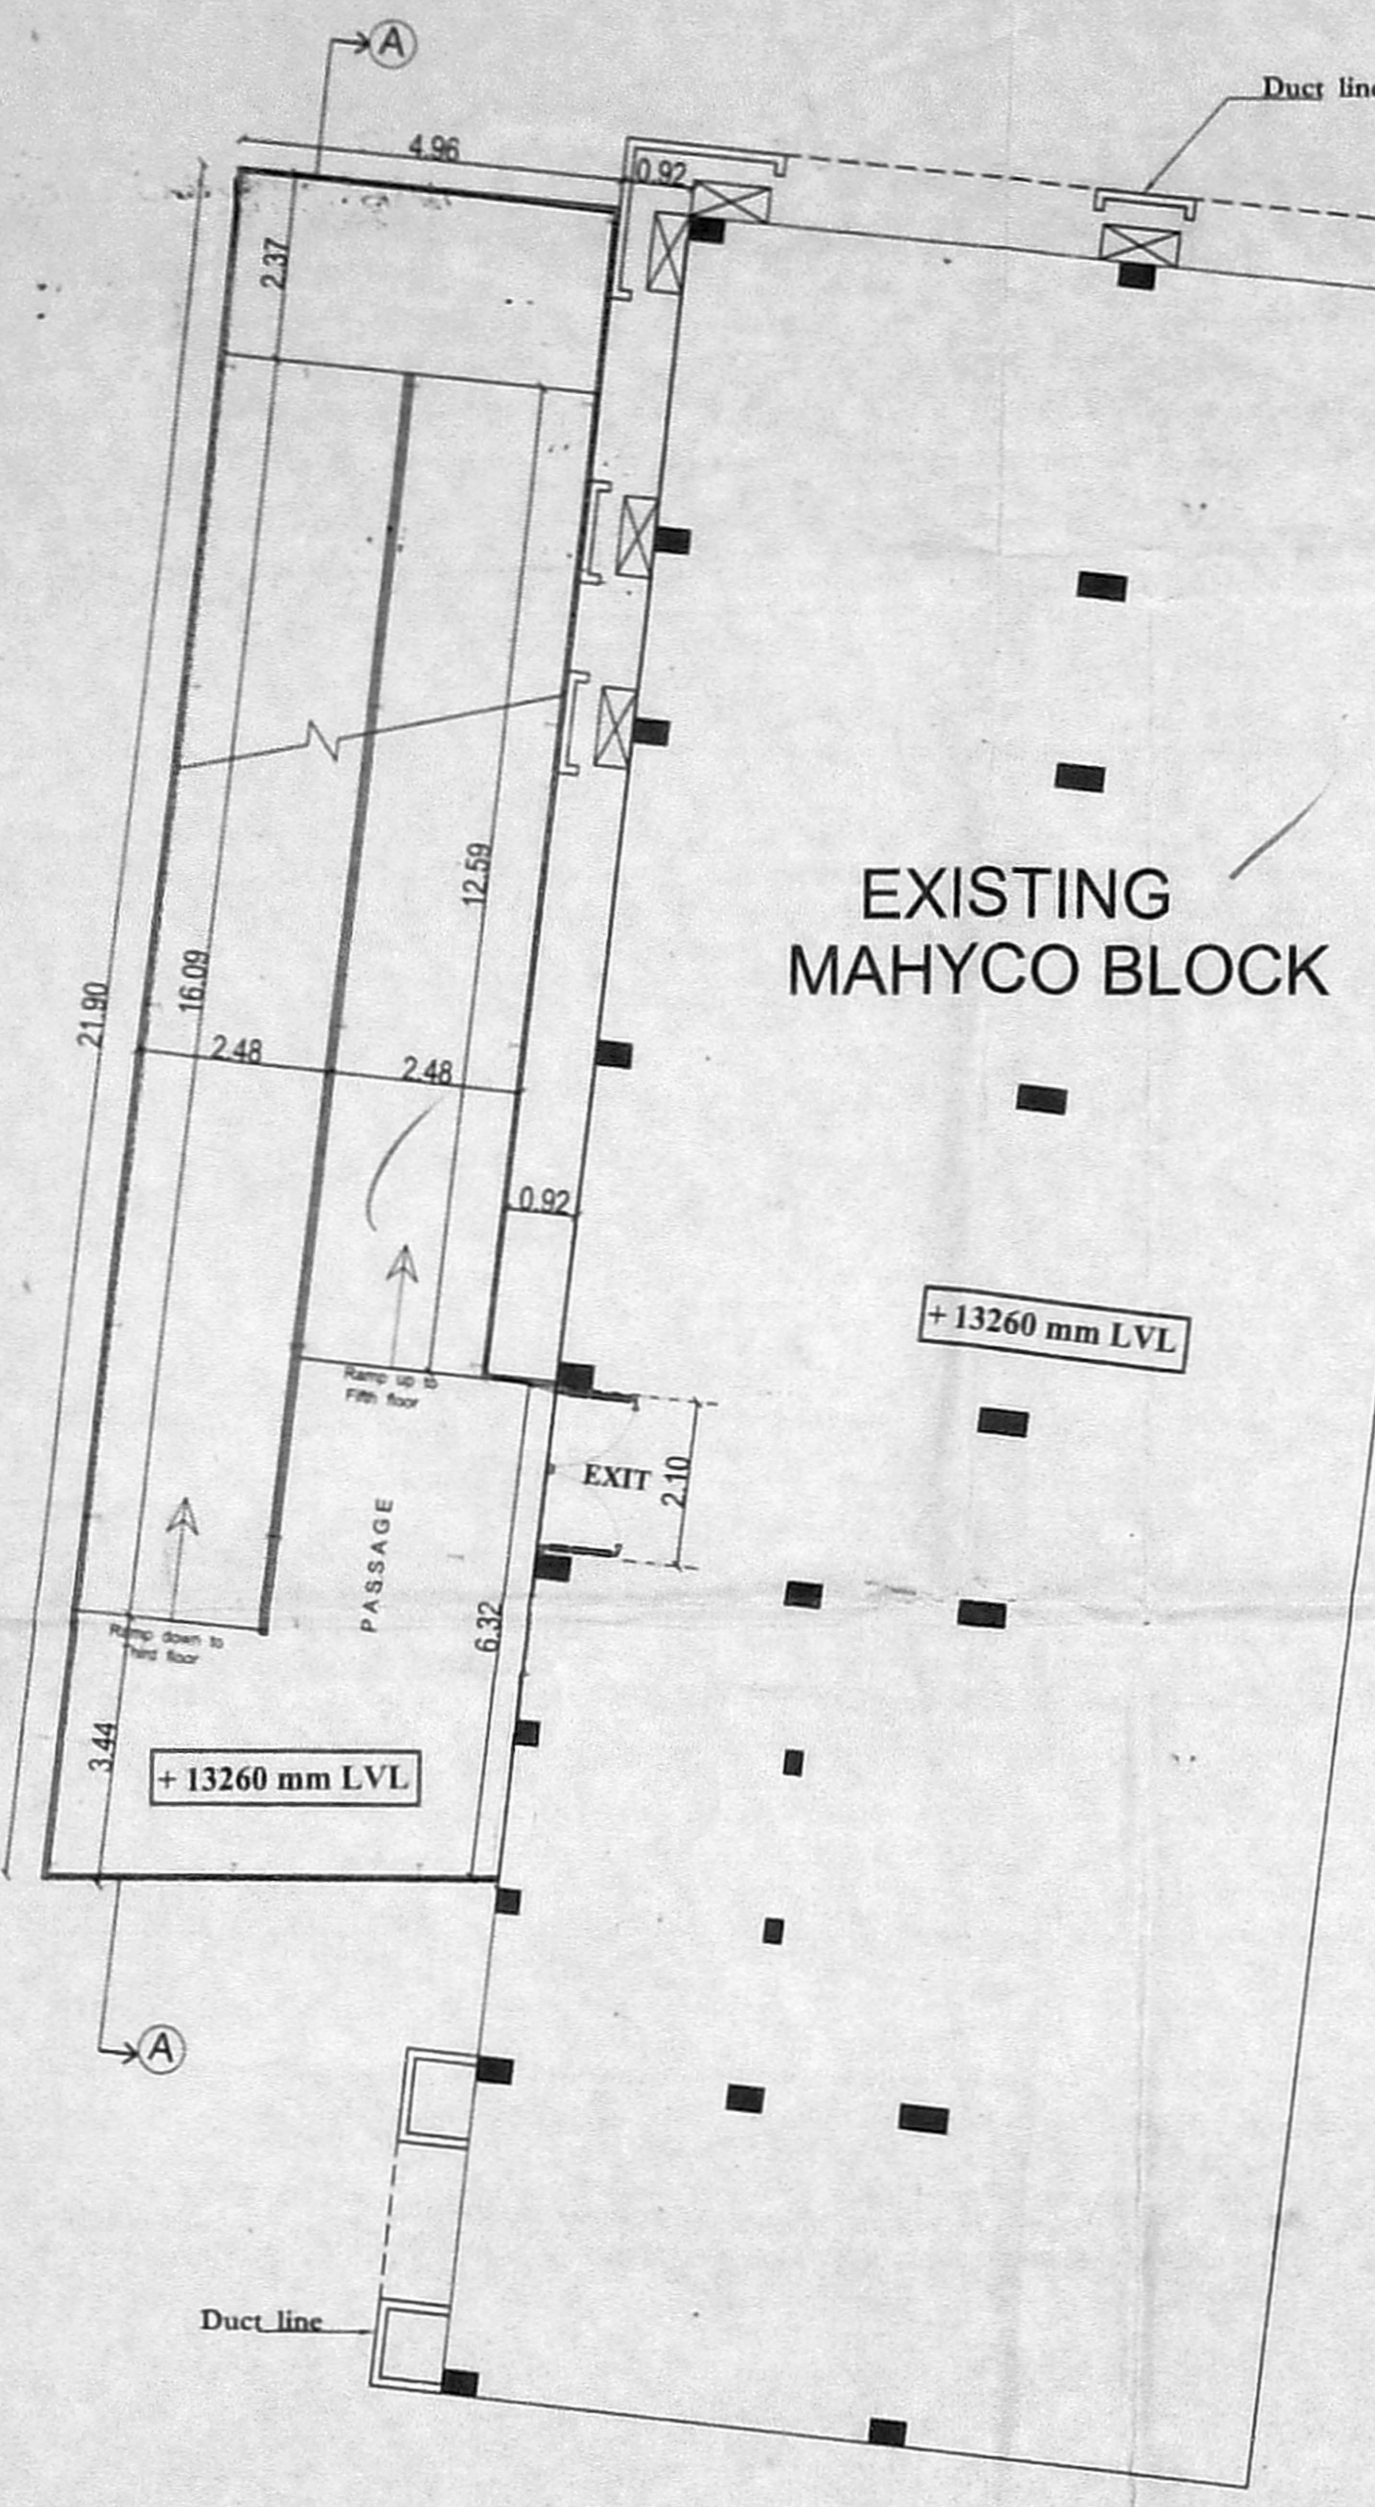 A
Duct line
4.96
0.92
2.37
12.59
EXISTING
MAHYCO BLOCK
21.90
16.09
2.48
2.48
0.92
+ 13260 mm LVL
Ramp up to
Fifth floor
EXIT
2.10
PASSAGE
6.32
Ramp down to
Third floor
3.44
+ 13260 mm LVL
A
Duct line